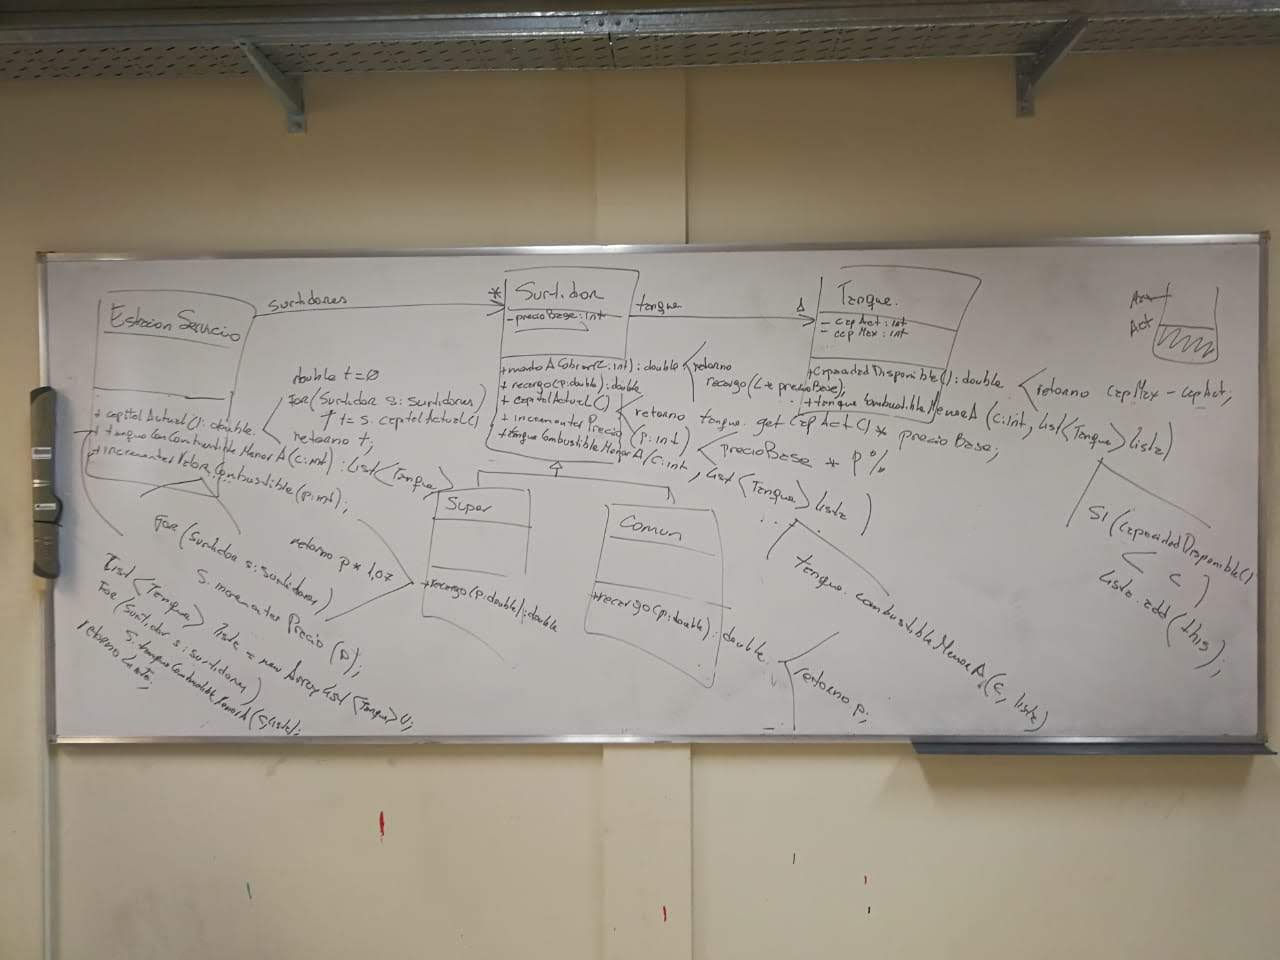 Estacion Servicio
+ capitalActual(): double
+ tanqueConCombustibleMenorA(c:int): List<Tanque>
+ incrementarValorCombustible(p:int);
surtidores
*
double t=0
FOR(Surtidor s: surtidores)
t += s.capitalActual()
retorno t;
FOR(Surtidor s: surtidores)
s.incrementarPrecio(p);
List<Tanque> lista = new ArrayList<Tanque>();
FOR(Surtidor s: surtidores)
s.tanqueCombustibleMenorA(c, lista);
retorno lista;
Surtidor
- precioBase: int
+ montoACobrar(L: int): double
+ recargo(p:double): double
+ capitalActual()
+ incrementarPrecio (p:int)
+ tanqueCombustibleMenorA(c:int, List<Tanque> lista)
retorno
recargo(L * precioBase);
retorno tanque.getCapAct() * precioBase;
precioBase * p %
tanque.combustibleMenorA(c, lista)
tanque
1
Tanque
- capAct: int
- capMax: int
+ CapacidadDisponible(): double
+ tanqueCombustibleMenorA (c:int, List<Tanque> lista)
retorno capMax - capAct;
SI(capacidadDisponible()
< c)
lista.add(this);
Act
Super
+ recargo(p:double): double
retorno p * 1,07
Comun
+ recargo(p:double): double
retorno p;